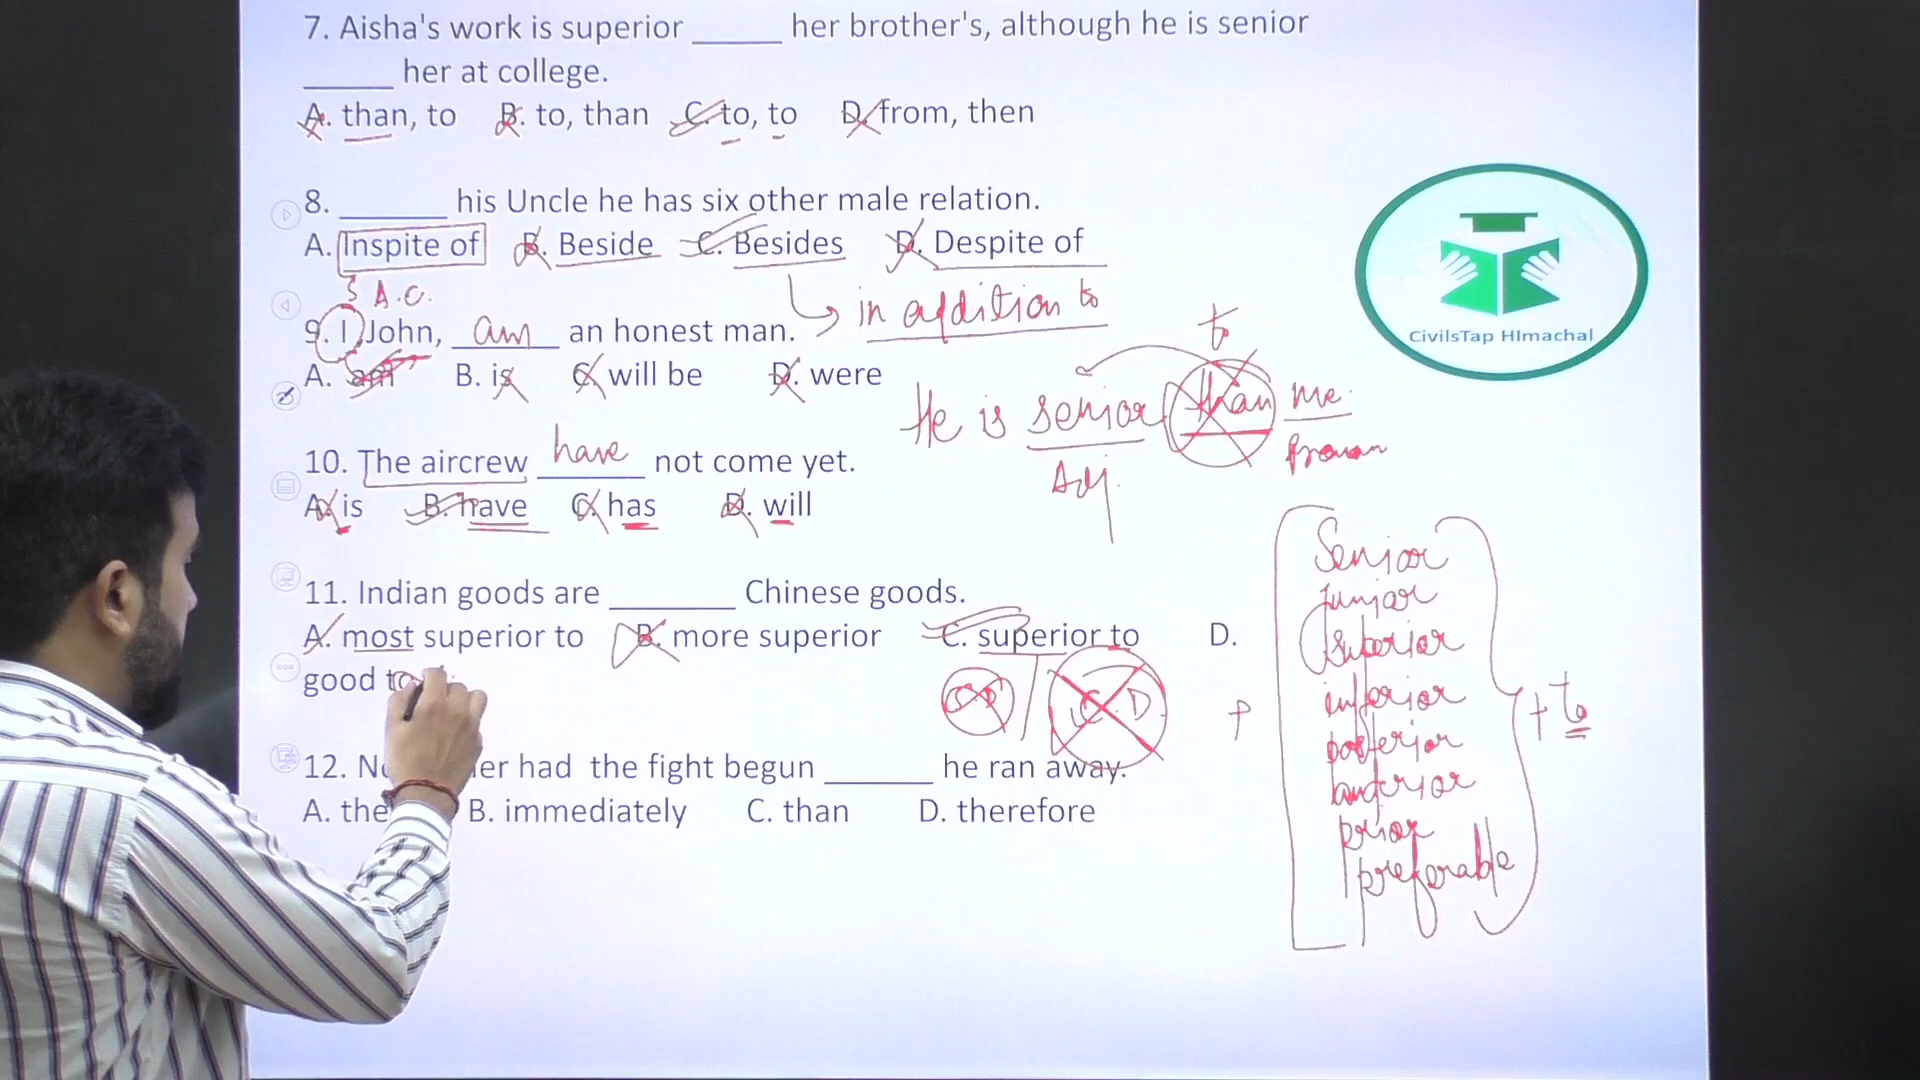 7. Aisha's work is superior _____ her brother's, although he is senior
_____ her at college.
A. than, to B. to, than C. to, to D. from, then
8. ______ his Uncle he has six other male relation.
A. Inspite of B. Beside C. Besides D. Despite of
A.C.
in addition to
CivilsTap HImachal
9. I, John, am an honest man.
A. am B. is C. will be D. were
to
He is senior than me
Adj.
10. The aircrew have not come yet.
A. is B. have C. has D. will
Senior
junior
superior
inferior
posterior
anterior
prior
preferable
+ to
11. Indian goods are _______ Chinese goods.
A. most superior to B. more superior C. superior to D.
good to
C.D
12. had the fight begun ______ he ran away.
A. B. immediately C. than D. therefore